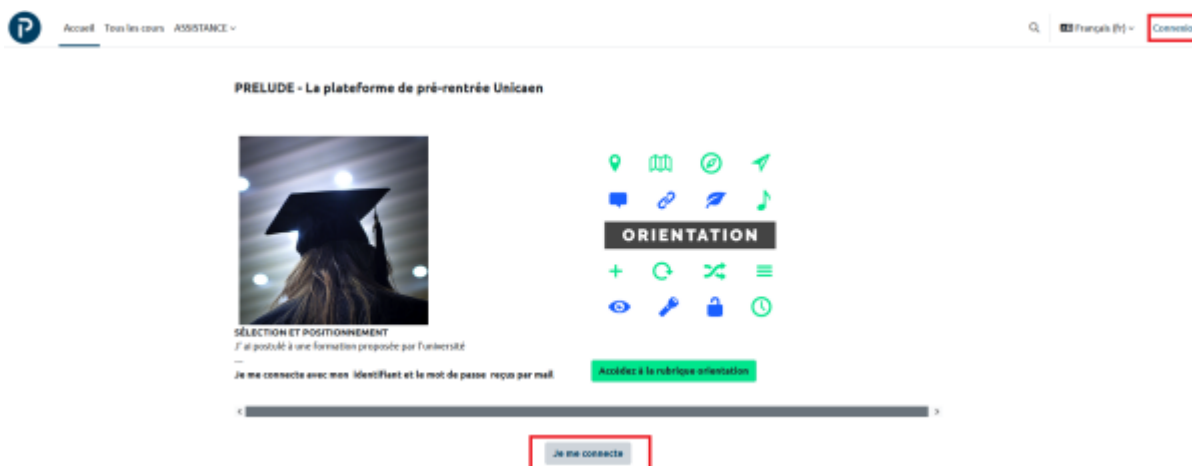 Accueil Tous les cours ASSISTANCE
Français (fr)
Connexio
PRELUDE - La plateforme de pré-rentrée Unicaen
ORIENTATION
SÉLECTION ET POSITIONNEMENT
J'ai postulé à une formation proposée par l'université
---
Je me connecte avec mon identifiant et le mot de passe reçus par mail
Accédez à la rubrique orientation
Je me connecte